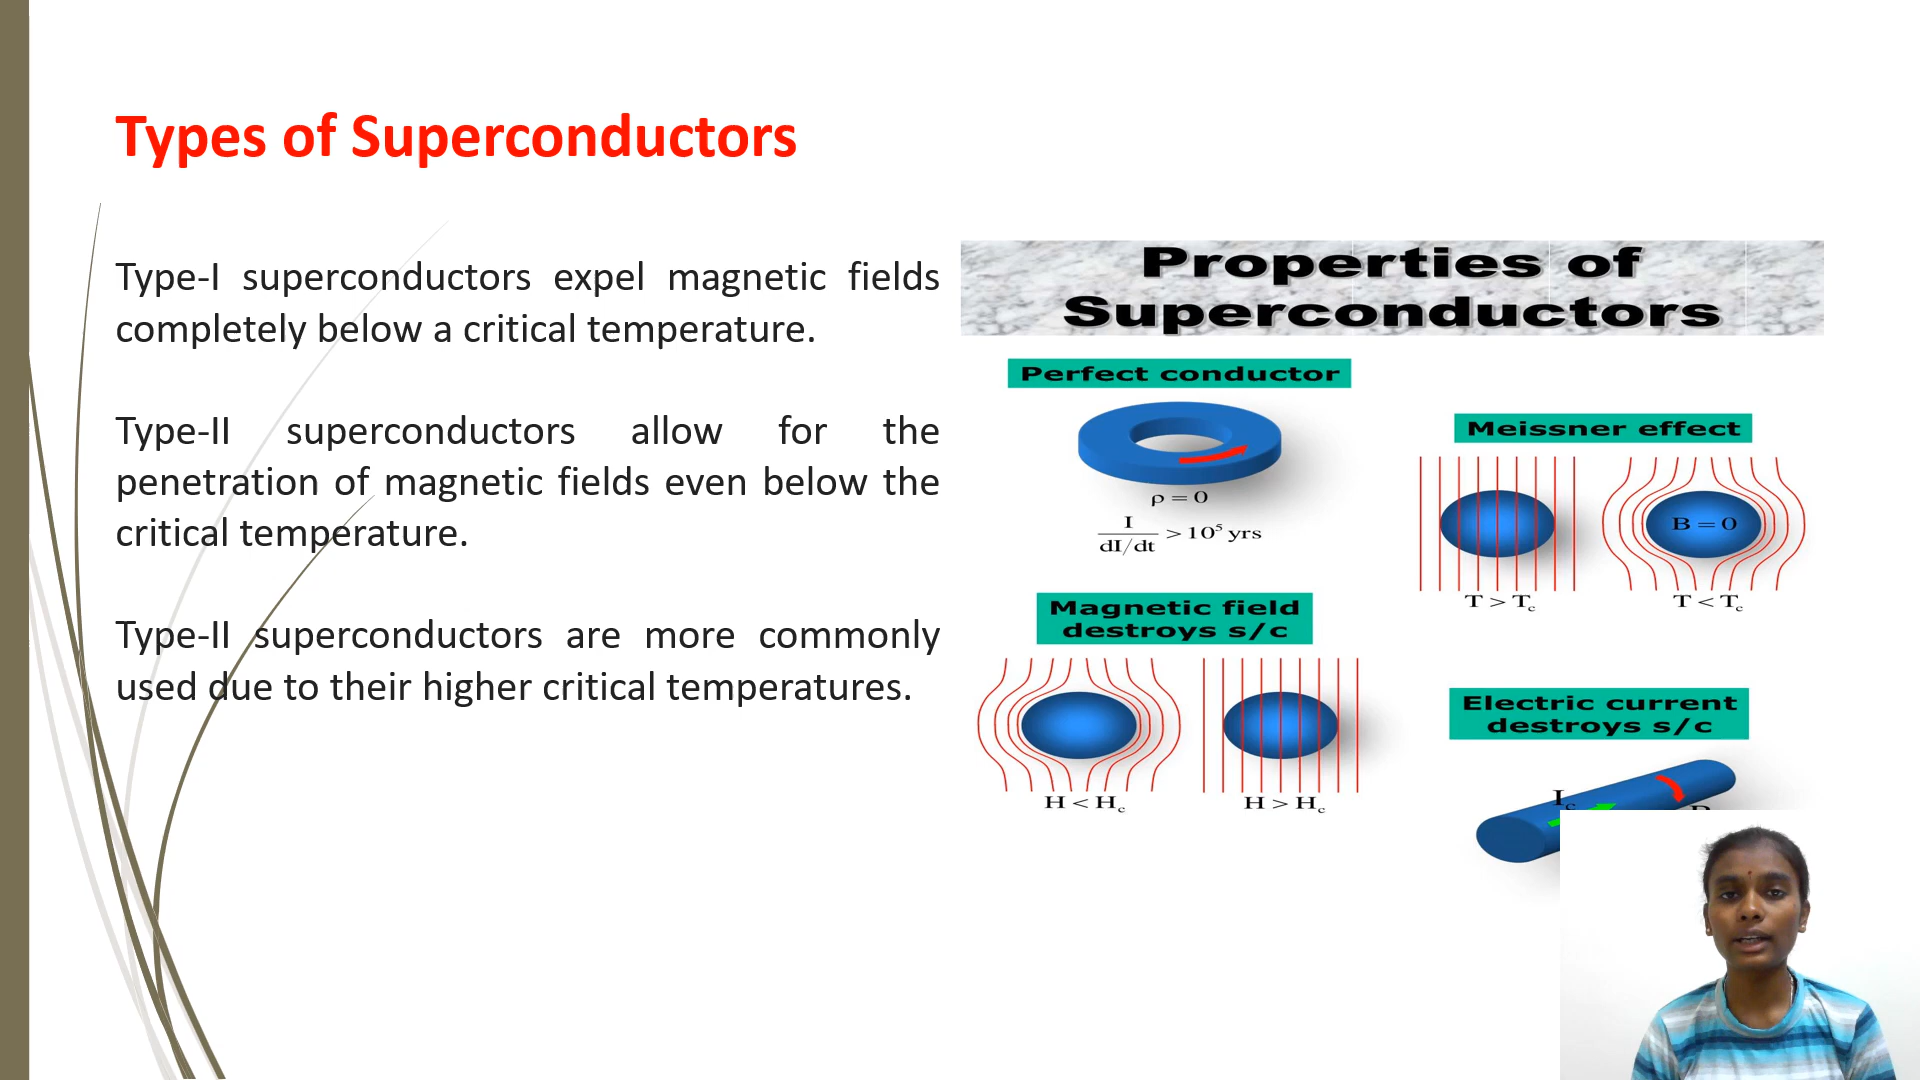 Types of Superconductors
Type-I superconductors expel magnetic fields
completely below a critical temperature.
Type-II superconductors allow for the
penetration of magnetic fields even below the
critical temperature.
Type-II superconductors are more commonly
used due to their higher critical temperatures.
Properties of
Superconductors
Perfect conductor
ρ = 0
I
dI/dt > 10⁵ yrs
Meissner effect
B = 0
T > Tc
T < Tc
Magnetic field
destroys s/c
H < Hc
H > Hc
Electric current
destroys s/c
Ic